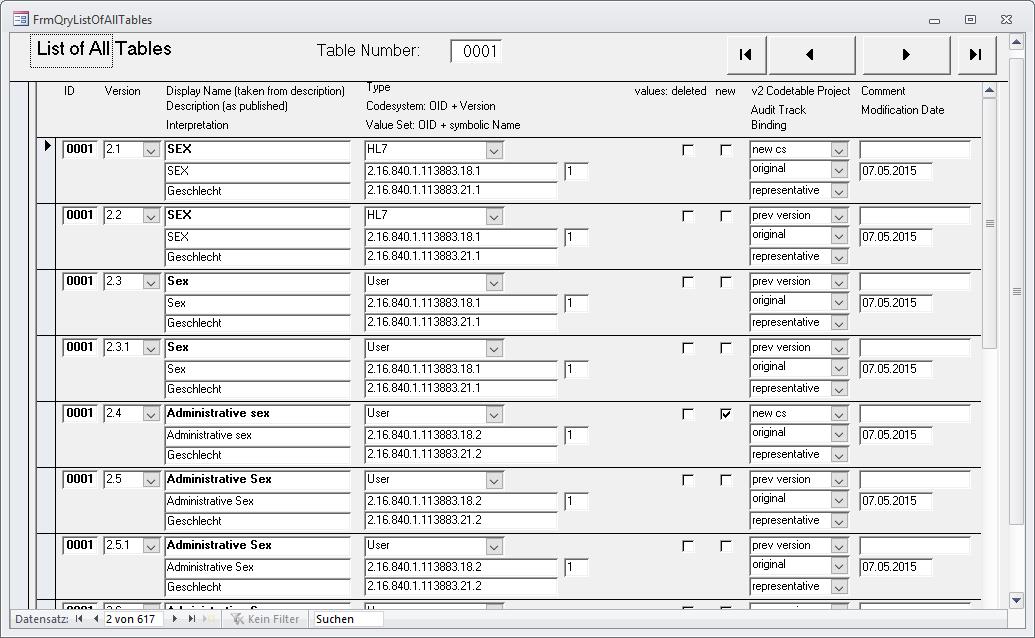 FrmQryListOfAllTables
List of All Tables Table Number: 0001
ID Version Display Name (taken from description) Type values: deleted new v2 Codetable Project Comment
Description (as published) Codesystem: OID + Version Audit Track Modification Date
Interpretation Value Set: OID + symbolic Name Binding
0001 2.1 SEX HL7 new cs
SEX 2.16.840.1.113883.18.1 1 original 07.05.2015
Geschlecht 2.16.840.1.113883.21.1 representative
0001 2.2 SEX HL7 prev version
SEX 2.16.840.1.113883.18.1 1 original 07.05.2015
Geschlecht 2.16.840.1.113883.21.1 representative
0001 2.3 Sex User prev version
Sex 2.16.840.1.113883.18.1 1 original 07.05.2015
Geschlecht 2.16.840.1.113883.21.1 representative
0001 2.3.1 Sex User prev version
Sex 2.16.840.1.113883.18.1 1 original 07.05.2015
Geschlecht 2.16.840.1.113883.21.1 representative
0001 2.4 Administrative sex User new cs
Administrative sex 2.16.840.1.113883.18.2 1 original 07.05.2015
Geschlecht 2.16.840.1.113883.21.2 representative
0001 2.5 Administrative Sex User prev version
Administrative Sex 2.16.840.1.113883.18.2 1 original 07.05.2015
Geschlecht 2.16.840.1.113883.21.2 representative
0001 2.5.1 Administrative Sex User prev version
Administrative Sex 2.16.840.1.113883.18.2 1 original 07.05.2015
Geschlecht 2.16.840.1.113883.21.2 representative
Datensatz: 2 von 617 Kein Filter Suchen